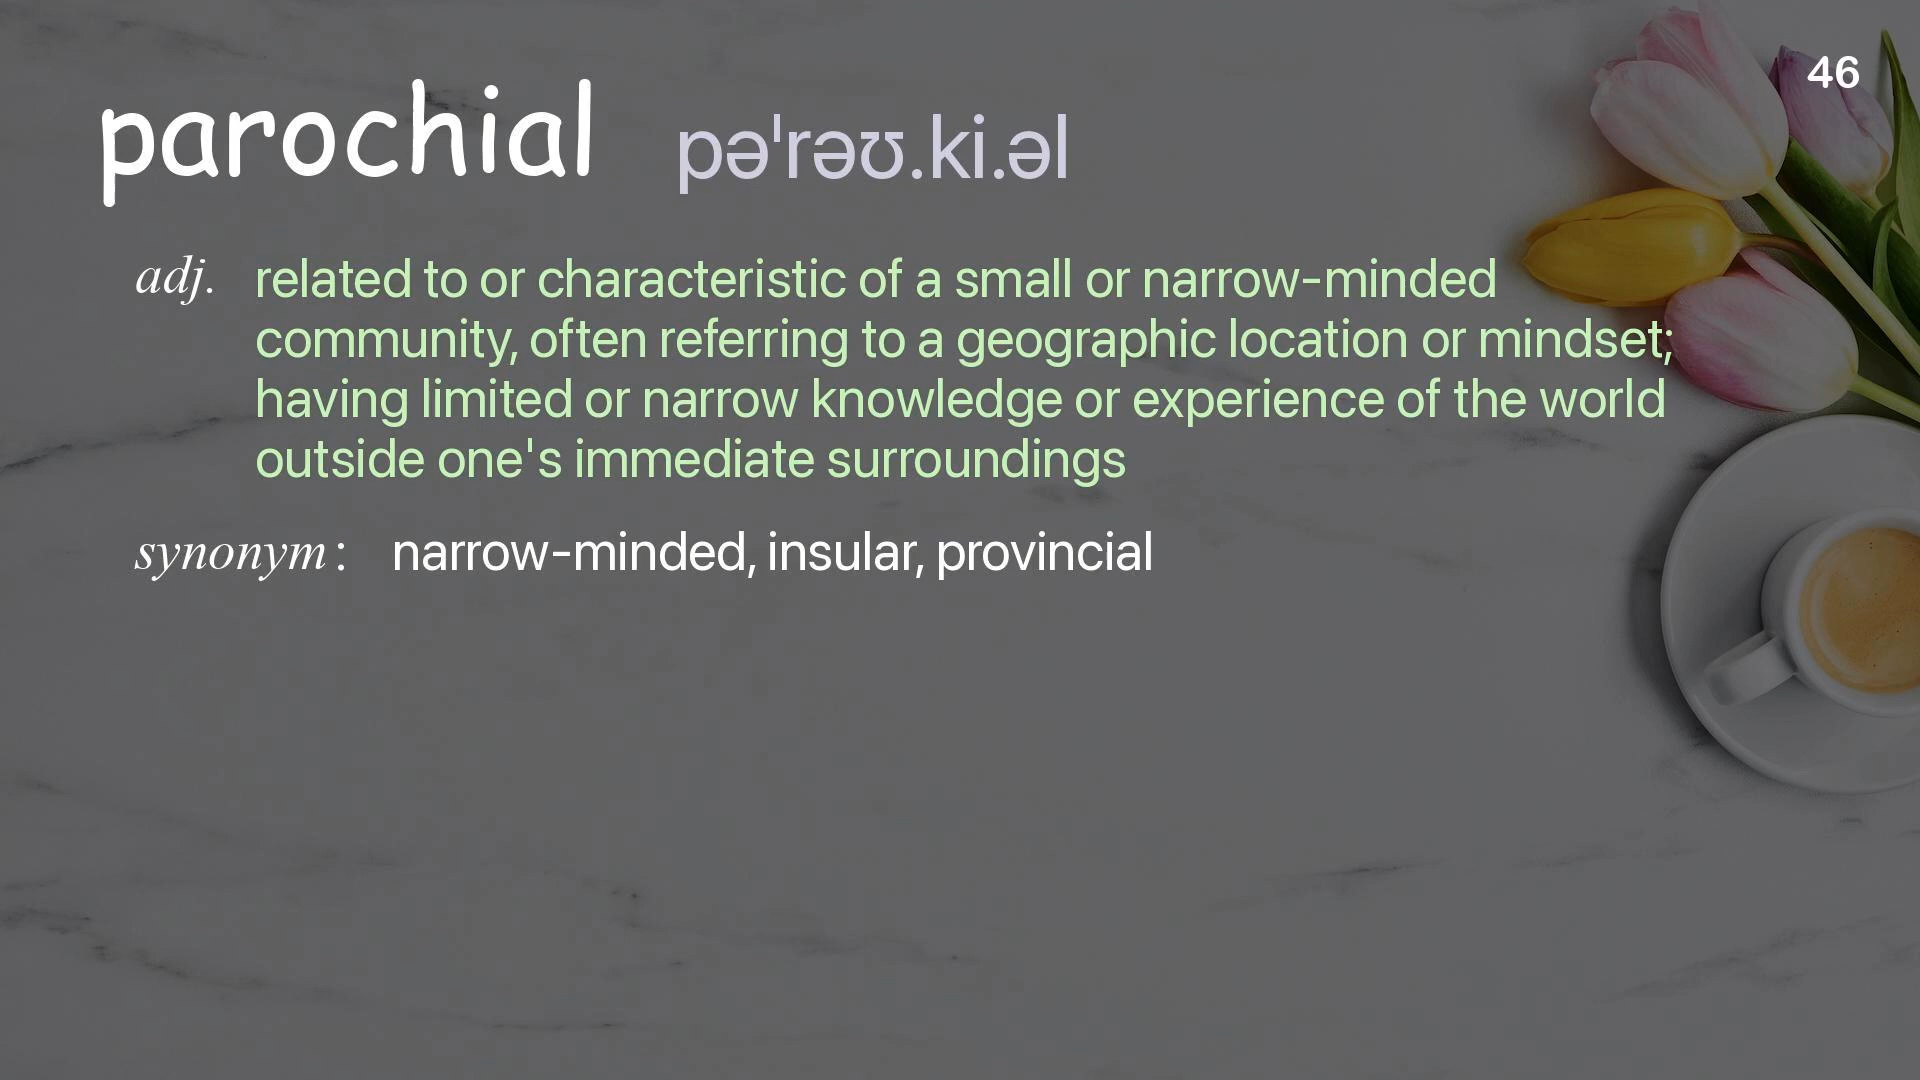 46
parochial pəˈrəʊ.ki.əl
adj. related to or characteristic of a small or narrow-minded
community, often referring to a geographic location or mindset;
having limited or narrow knowledge or experience of the world
outside one's immediate surroundings
synonym: narrow-minded, insular, provincial